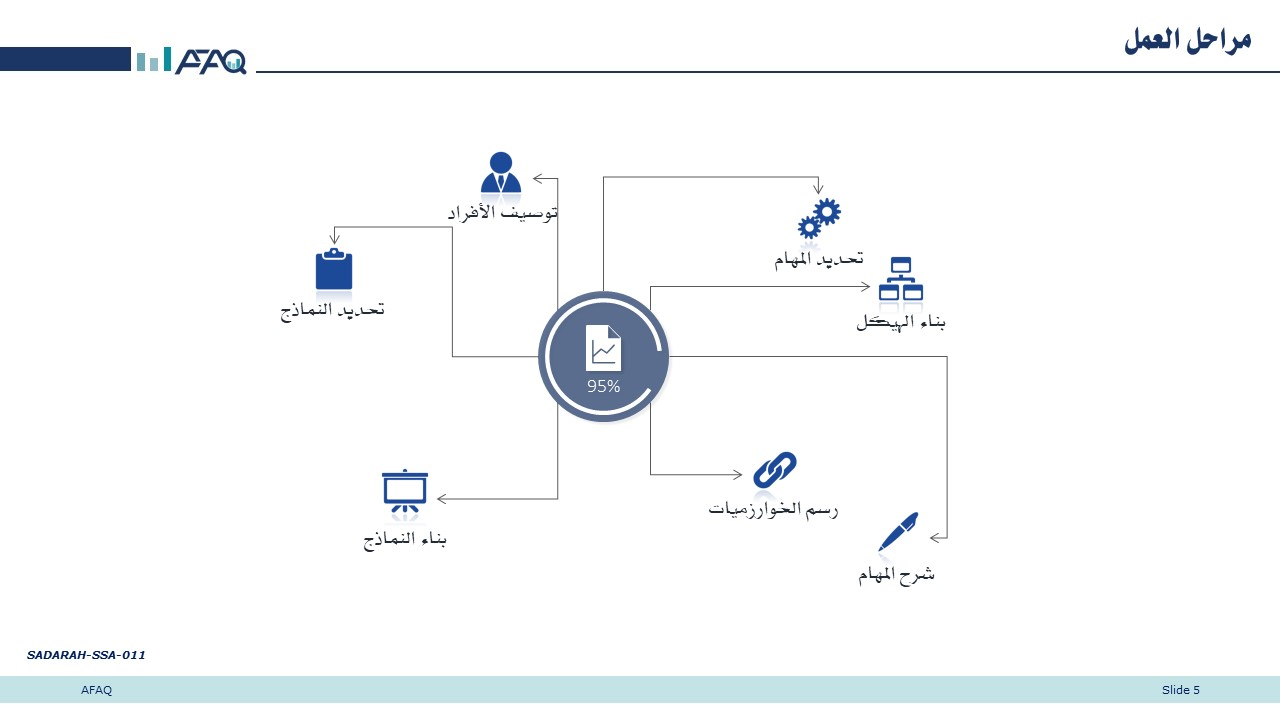 مراحل العمل
AFAQ
توصيف الأفراد
تحديد المهام
تحديد النماذج
بناء الهيكل
95%
رسم الخوارزميات
بناء النماذج
شرح المهام
SADARAH-SSA-011
AFAQ
Slide 5